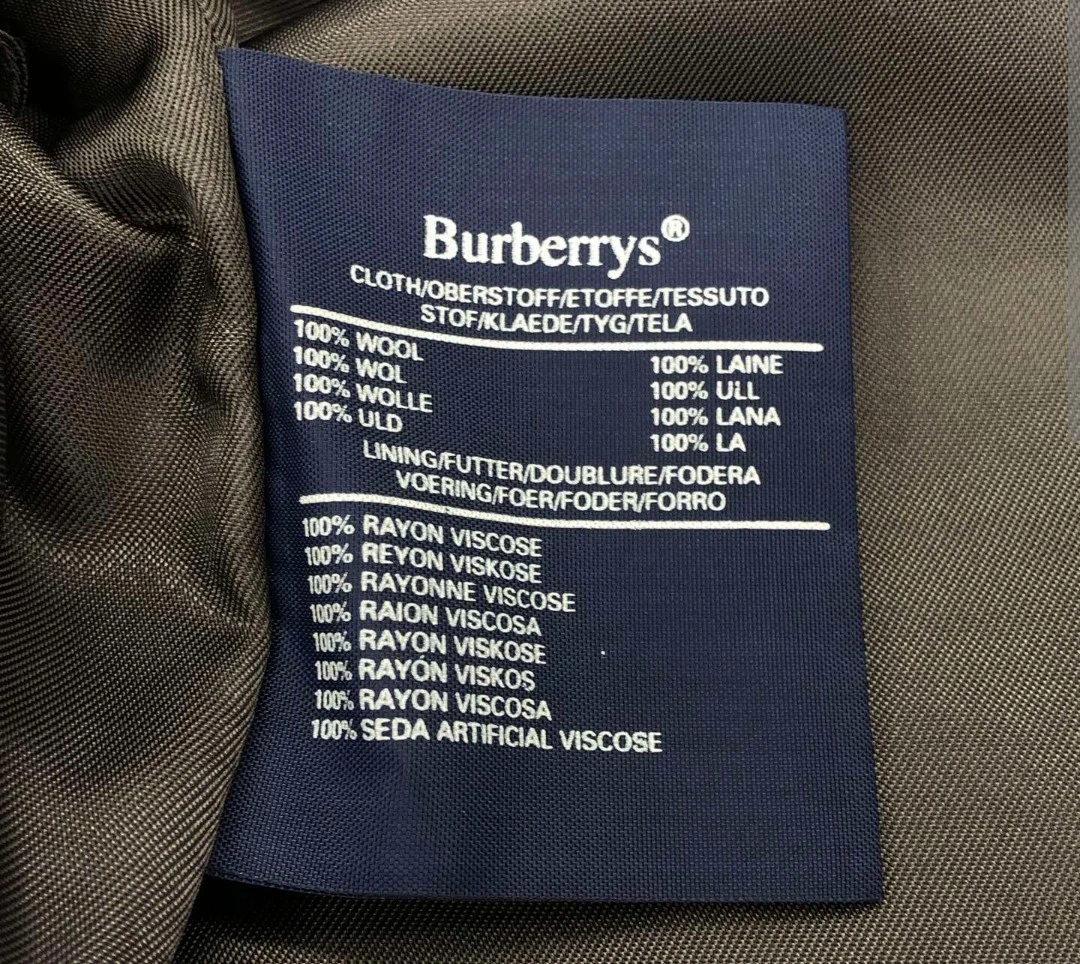 Burberrys®
CLOTH/OBERSTOFF/ETOFFE/TESSUTO
STOF/KLAEDE/TYG/TELA
100% WOOL
100% WOL
100% WOLLE
100% ULD
100% LAINE
100% ULL
100% LANA
100% LA
LINING/FUTTER/DOUBLURE/FODERA
VOERING/FOER/FODER/FORRO
100% RAYON VISCOSE
100% REYON VISKOSE
100% RAYONNE VISCOSE
100% RAION VISCOSA
100% RAYON VISKOSE
100% RAYÓN VISKOS
100% RAYON VISCOSA
100% SEDA ARTIFICIAL VISCOSE